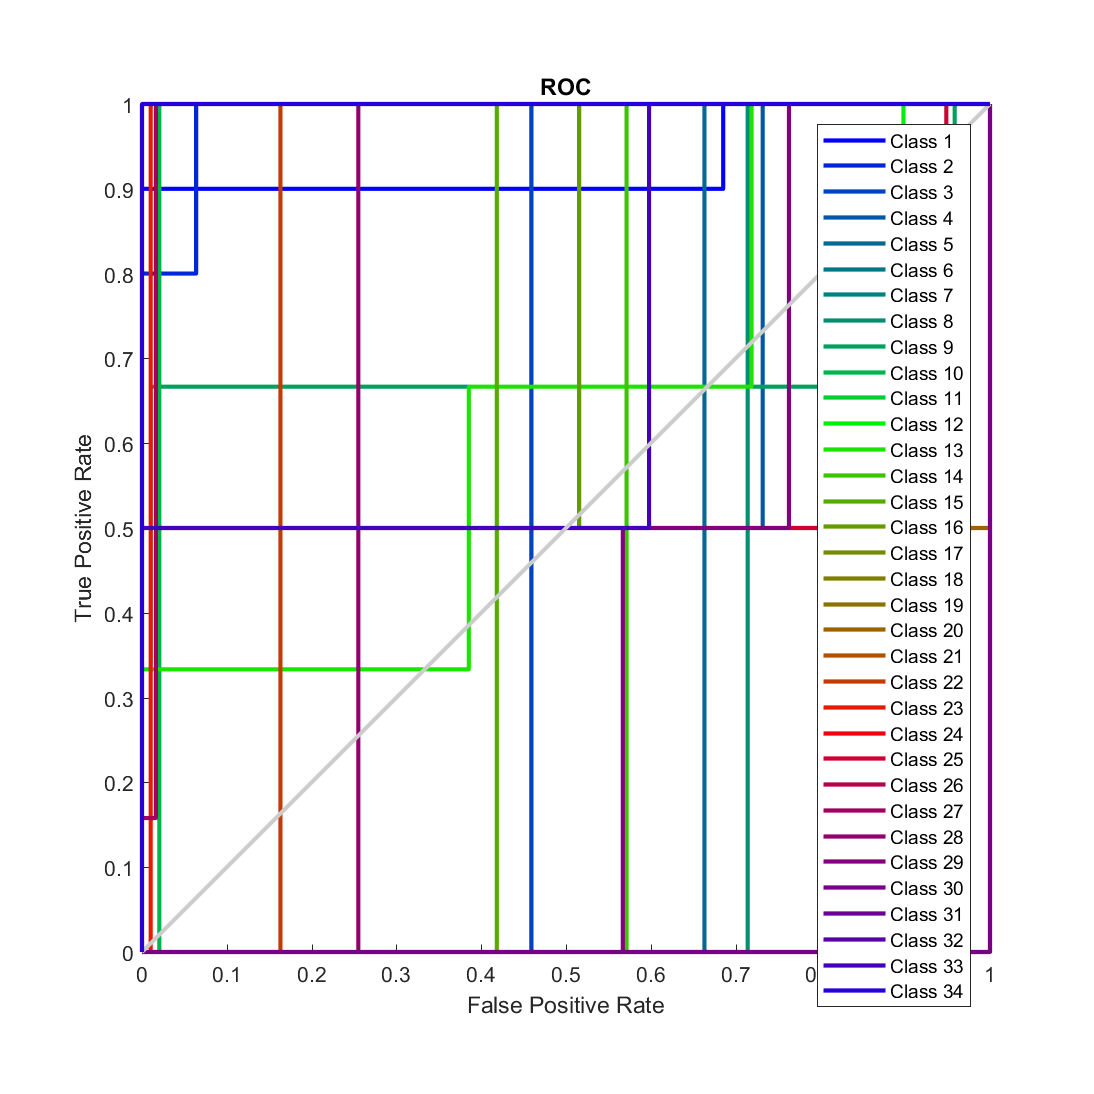 ROC
True Positive Rate
1
0.9
0.8
0.7
0.6
0.5
0.4
0.3
0.2
0.1
0
0 0.1 0.2 0.3 0.4 0.5 0.6 0.7 1
False Positive Rate
Class 1
Class 2
Class 3
Class 4
Class 5
Class 6
Class 7
Class 8
Class 9
Class 10
Class 11
Class 12
Class 13
Class 14
Class 15
Class 16
Class 17
Class 18
Class 19
Class 20
Class 21
Class 22
Class 23
Class 24
Class 25
Class 26
Class 27
Class 28
Class 29
Class 30
Class 31
Class 32
Class 33
Class 34